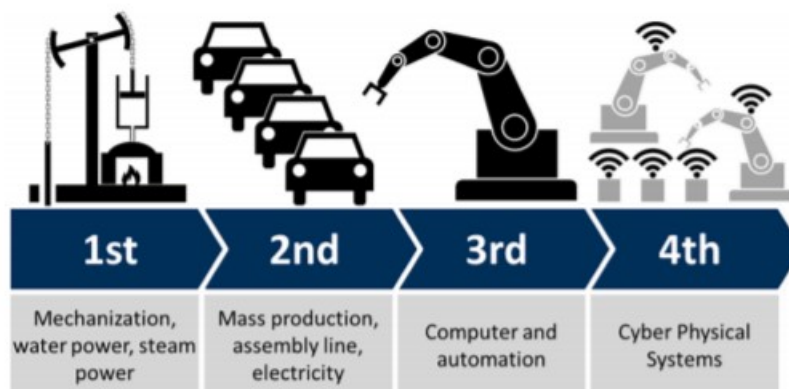 1st
2nd
3rd
4th
Mechanization,
water power, steam
power
Mass production,
assembly line,
electricity
Computer and
automation
Cyber Physical
Systems